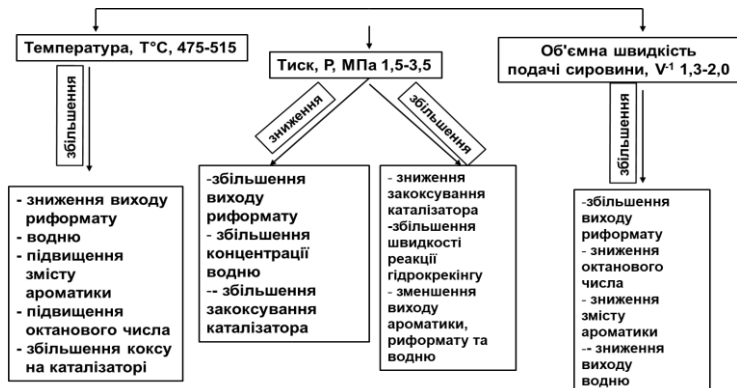 Температура, Т°С, 475-515
Тиск, Р, МПа 1,5-3,5
Об'ємна швидкість
подачі сировини, V⁻¹ 1,3-2,0
збільшення
зниження
збільшення
збільшення
- зниження виходу
риформату
- водню
- підвищення
змісту
ароматики
- підвищення
октанового числа
- збільшення коксу
на каталізаторі
-збільшення
виходу
риформату
- збільшення
концентрації
водню
-- збільшення
закоксування
каталізатора
- зниження
закоксування
каталізатора
-збільшення
швидкості
реакції
гідрокрекінгу
- зменшення
виходу
ароматики,
риформату та
водню
-збільшення
виходу
риформату
- зниження
октанового
числа
- зниження
змісту
ароматики
-- зниження
виходу
водню